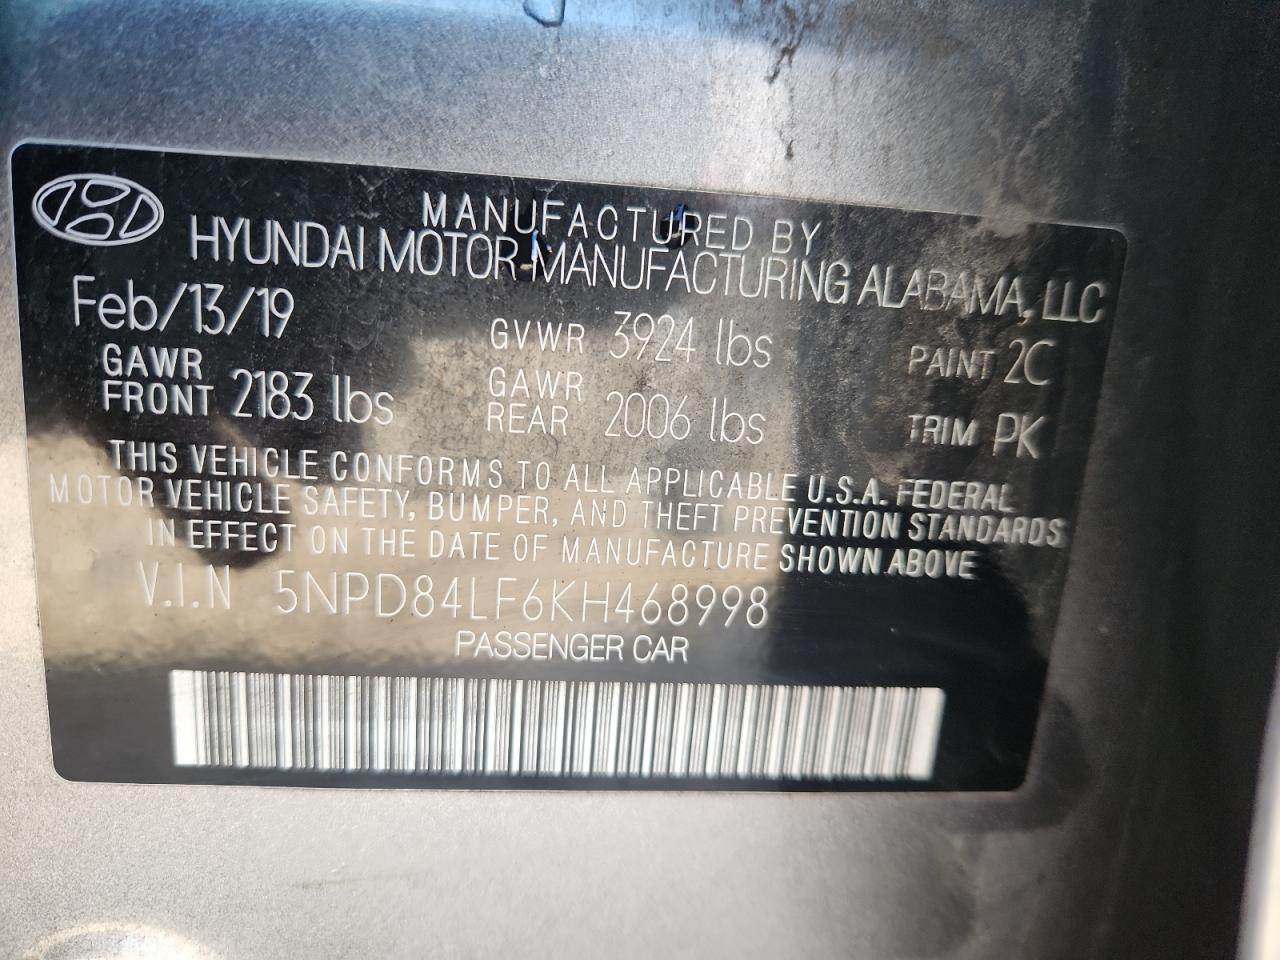 MANUFACTURED BY
HYUNDAI MOTOR MANUFACTURING ALABAMA, LLC
Feb/13/19 GVWR 3924 lbs PAINT 2C
GAWR FRONT 2183 lbs GAWR REAR 2006 lbs TRIM PK
THIS VEHICLE CONFORMS TO ALL APPLICABLE U.S.A. FEDERAL
MOTOR VEHICLE SAFETY, BUMPER, AND THEFT PREVENTION STANDARDS
IN EFFECT ON THE DATE OF MANUFACTURE SHOWN ABOVE
V.I.N 5NPD84LF6KH468998
PASSENGER CAR